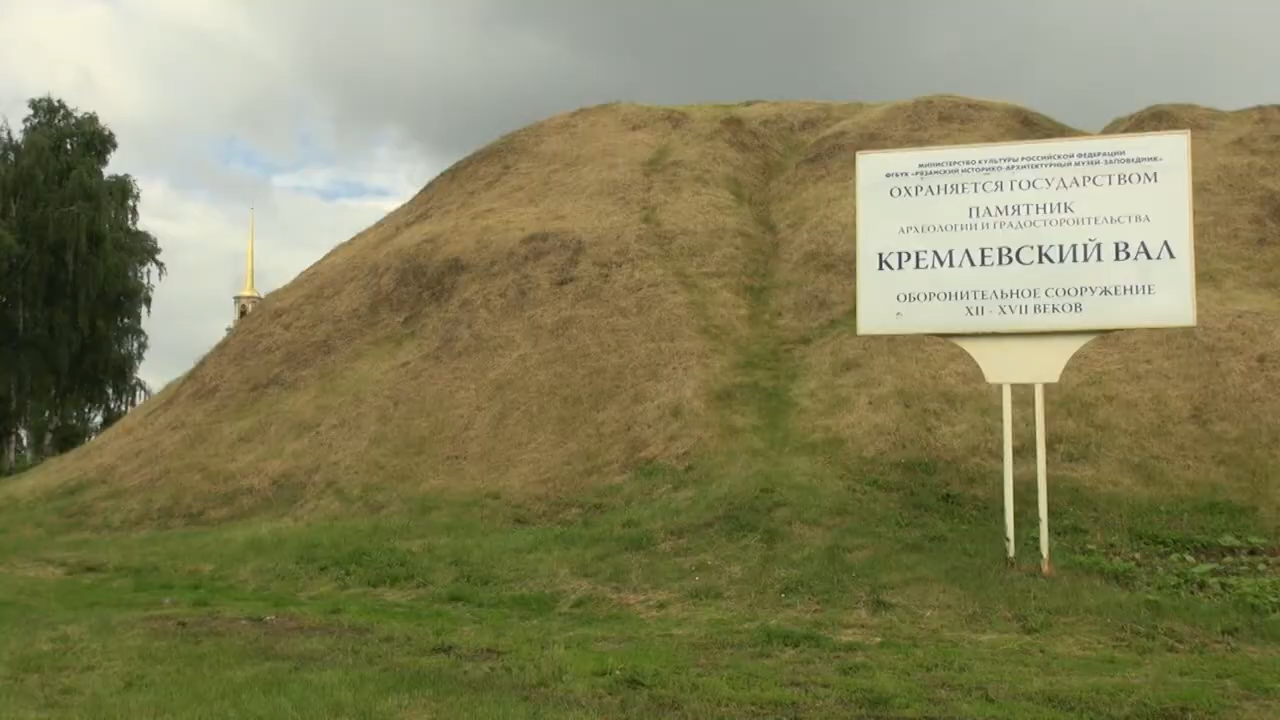 МИНИСТЕРСТВО КУЛЬТУРЫ РОССИЙСКОЙ ФЕДЕРАЦИИ
ФГБУК «РЯЗАНСКИЙ ИСТОРИКО-АРХИТЕКТУРНЫЙ МУЗЕЙ-ЗАПОВЕДНИК»
ОХРАНЯЕТСЯ ГОСУДАРСТВОМ
ПАМЯТНИК
АРХЕОЛОГИИ И ГРАДОСТОРОИТЕЛЬСТВА
КРЕМЛЕВСКИЙ ВАЛ
ОБОРОНИТЕЛЬНОЕ СООРУЖЕНИЕ
XII - XVII ВЕКОВ